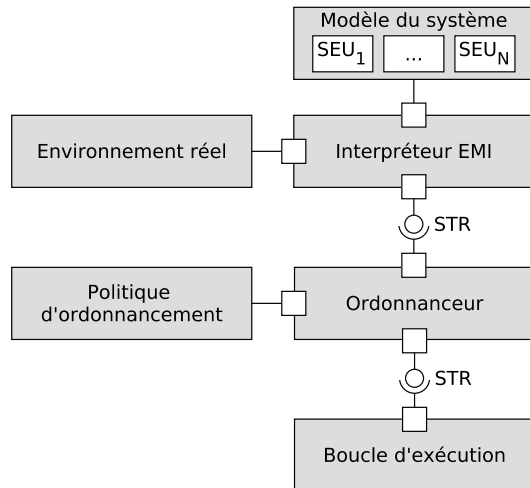 Modèle du système
SEU1 ... SEUN
Environnement réel
Interpréteur EMI
STR
Politique
d'ordonnancement
Ordonnanceur
STR
Boucle d'exécution